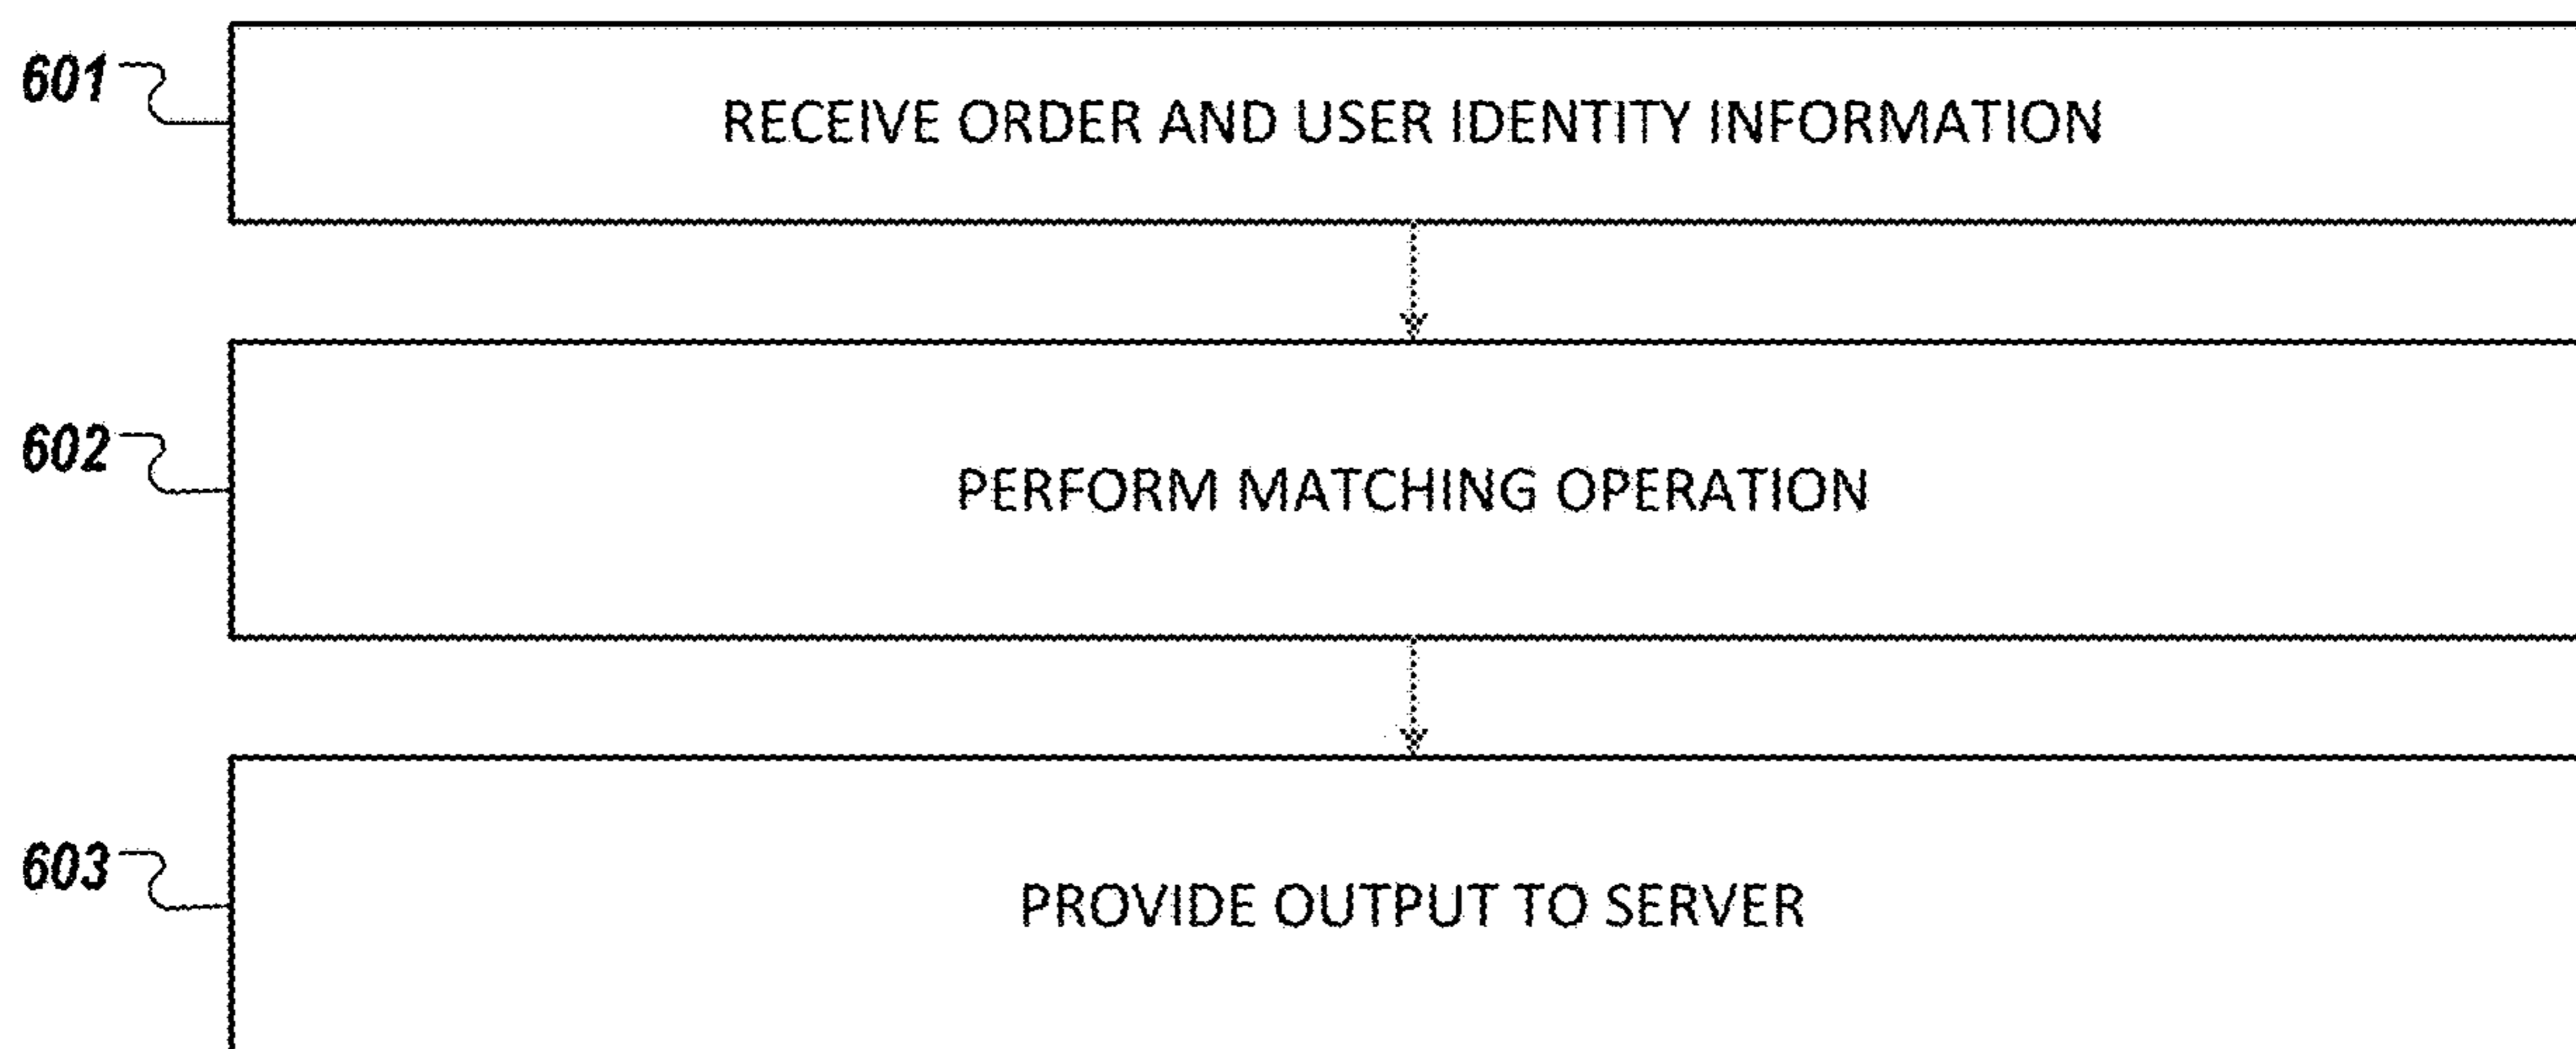 601
RECEIVE ORDER AND USER IDENTITY INFORMATION
602
PERFORM MATCHING OPERATION
603
PROVIDE OUTPUT TO SERVER